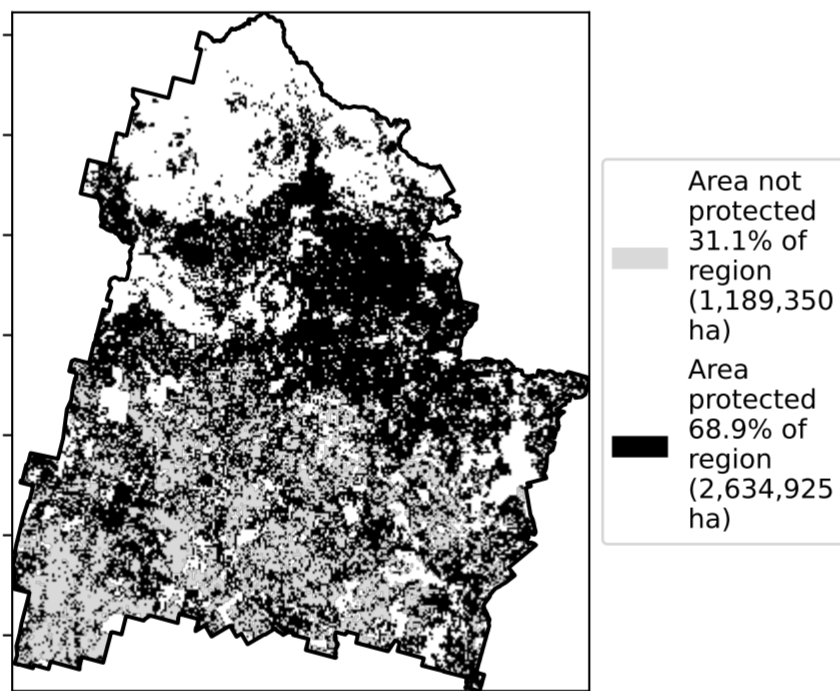 Area not
protected
31.1% of
region
(1,189,350
ha)
Area
protected
68.9% of
region
(2,634,925
ha)